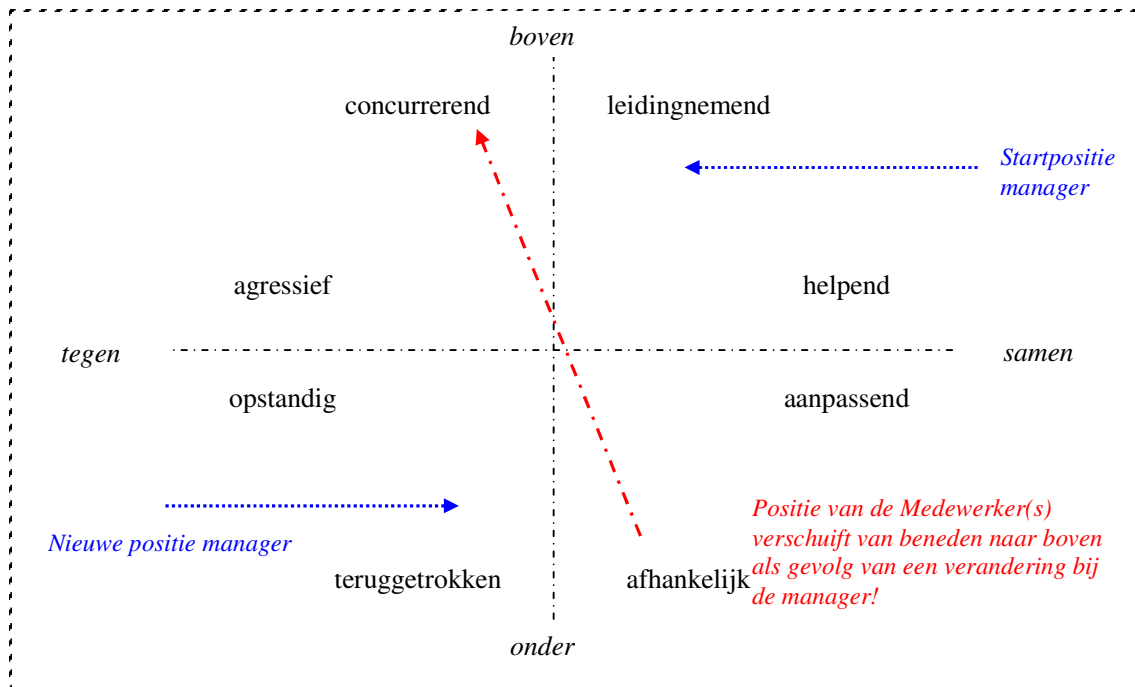 boven
concurrerend
leidingnemend
Startpositie
manager
agressief
helpend
tegen
samen
opstandig
aanpassend
Nieuwe positie manager
Positie van de Medewerker(s)
verschuift van beneden naar boven
als gevolg van een verandering bij
de manager!
teruggetrokken
afhankelijk
onder